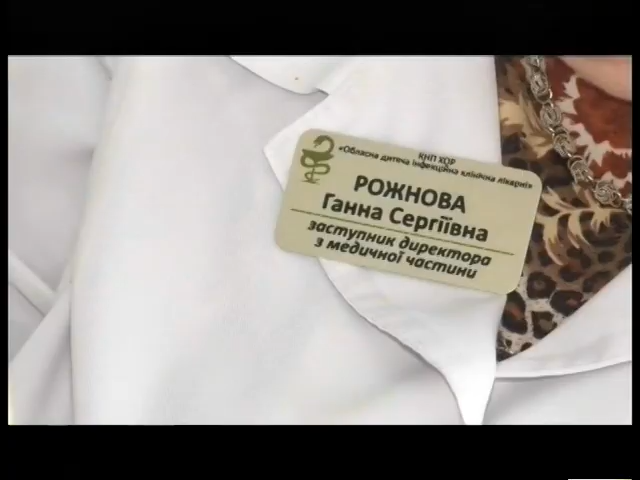 КНП ХОР
«Обласна дитяча інфекційна клінічна лікарня»
РОЖНОВА
Ганна Сергіївна
заступник директора
з медичної частини